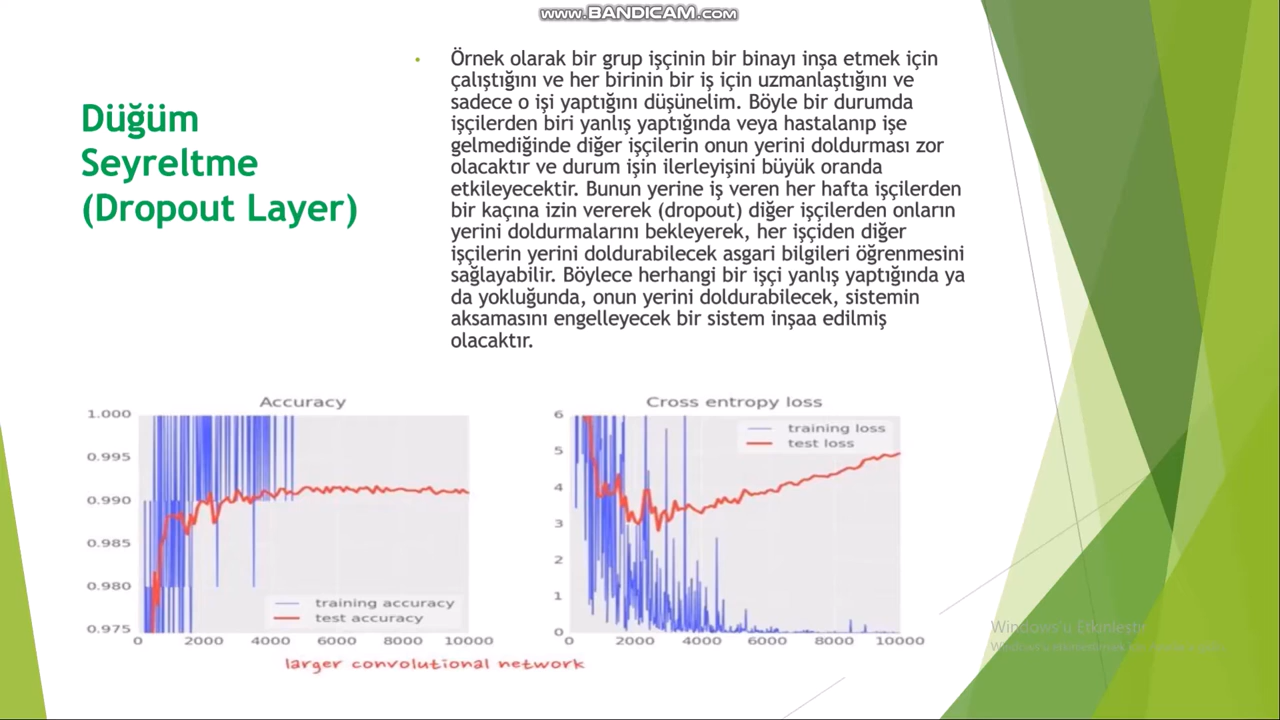 www.BANDICAM.com
Düğüm
Seyreltme
(Dropout Layer)
• Örnek olarak bir grup işçinin bir binayı inşa etmek için
çalıştığını ve her birinin bir iş için uzmanlaştığını ve
sadece o işi yaptığını düşünelim. Böyle bir durumda
işçilerden biri yanlış yaptığında veya hastalanıp işe
gelmediğinde diğer işçilerin onun yerini doldurması zor
olacaktır ve durum işin ilerleyişini büyük oranda
etkileyecektir. Bunun yerine iş veren her hafta işçilerden
bir kaçına izin vererek (dropout) diğer işçilerden onların
yerini doldurmalarını bekleyerek, her işçiden diğer
işçilerin yerini doldurabilecek asgari bilgileri öğrenmesini
sağlayabilir. Böylece herhangi bir işçi yanlış yaptığında ya
da yokluğunda, onun yerini doldurabilecek, sistemin
aksamasını engelleyecek bir sistem inşaa edilmiş
olacaktır.
Accuracy
1.000
0.995
0.990
0.985
0.980
0.975
training accuracy
test accuracy
0 2000 4000 6000 8000 10000
Cross entropy loss
6
5
4
3
2
1
0
training loss
test loss
0 2000 4000 6000 8000 10000
larger convolutional network
Windows'u Etkinleştir